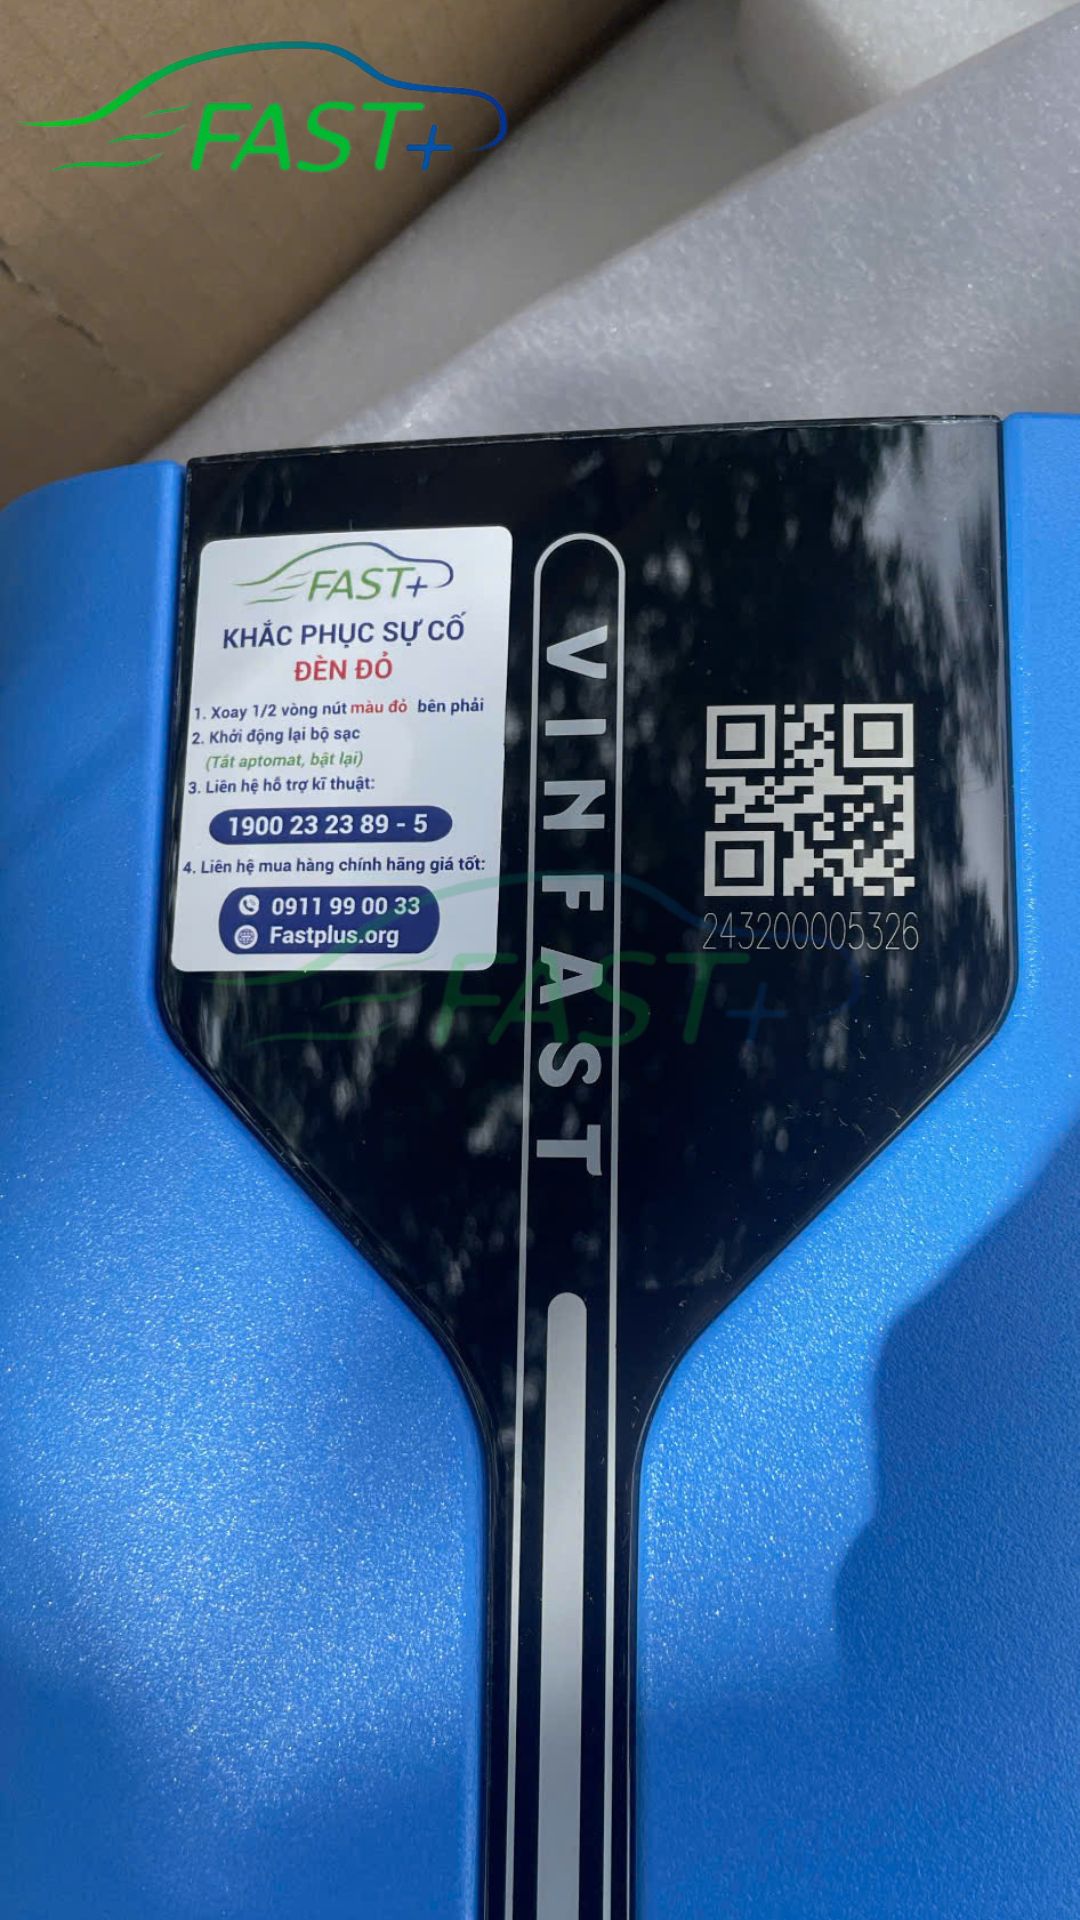 FAST+
FAST+
KHẮC PHỤC SỰ CỐ
ĐÈN ĐỎ
1. Xoay 1/2 vòng nút màu đỏ bên phải
2. Khởi động lại bộ sạc
(Tắt aptomat, bật lại)
3. Liên hệ hỗ trợ kĩ thuật:
1900 23 23 89 - 5
4. Liên hệ mua hàng chính hãng giá tốt:
0911 99 00 33
Fastplus.org
VINFAST
243200005326
FAST+